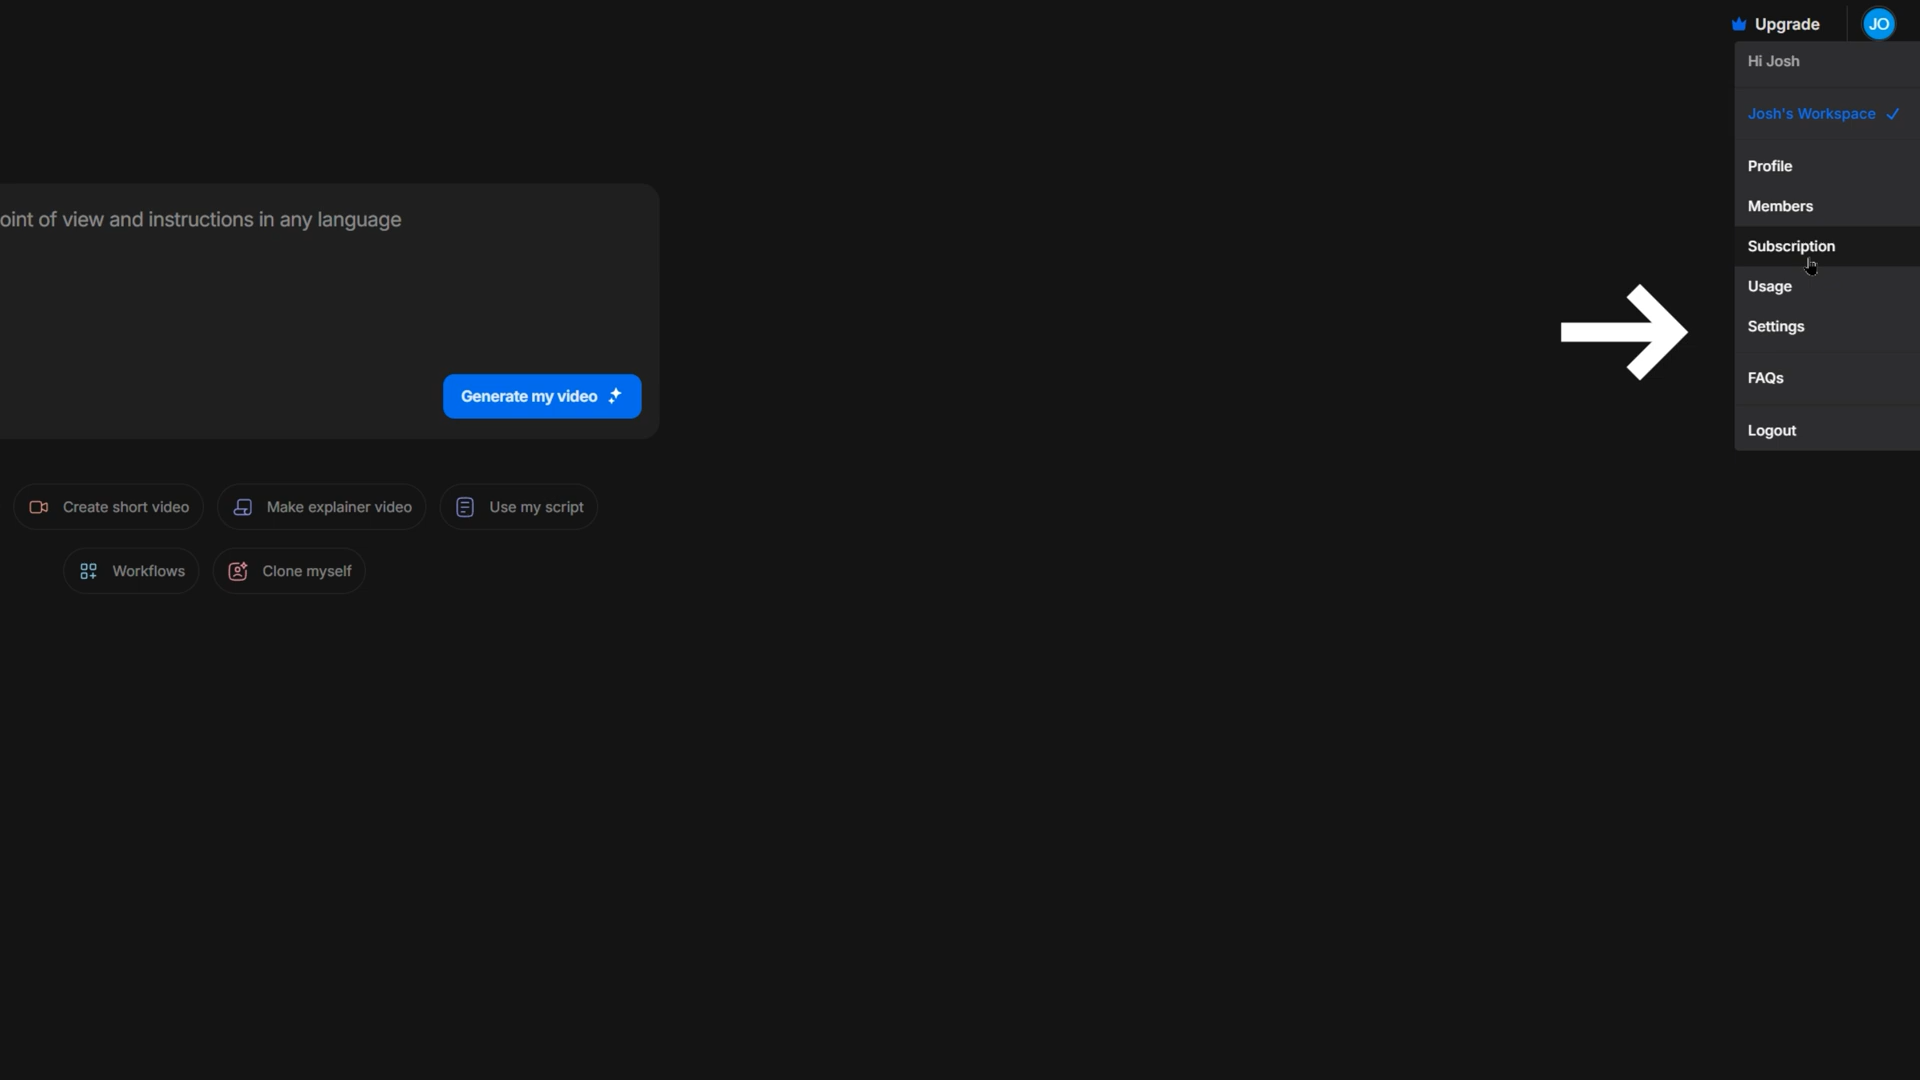 Upgrade
JO
Hi Josh
Josh's Workspace
Profile
Members
Subscription
Usage
Settings
FAQs
Logout
oint of view and instructions in any language
Generate my video
Create short video
Make explainer video
Use my script
Workflows
Clone myself